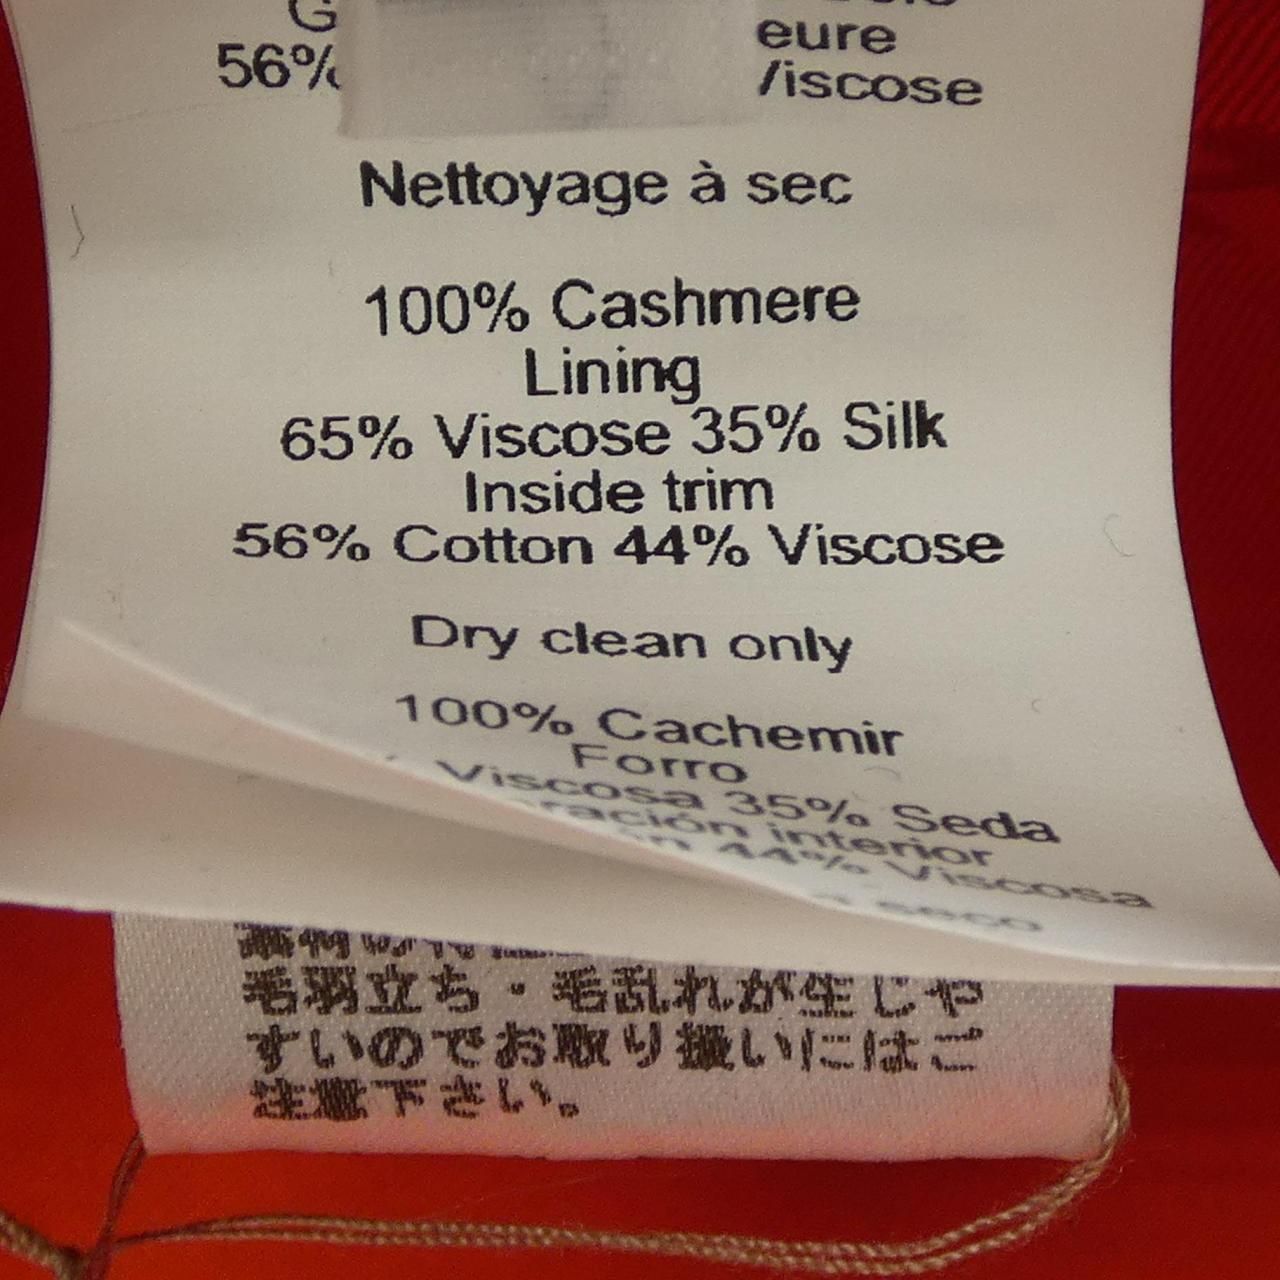 G
56% /iscose
eure
Nettoyage à sec
100% Cashmere
Lining
65% Viscose 35% Silk
Inside trim
56% Cotton 44% Viscose
Dry clean only
100% Cachemir
Forro
Viscosa 35% Seda
ración interior
44% Viscosa
seco
毛羽立ち・毛乱れが生じや
すいのでお取り扱いにはご
注意下さい。